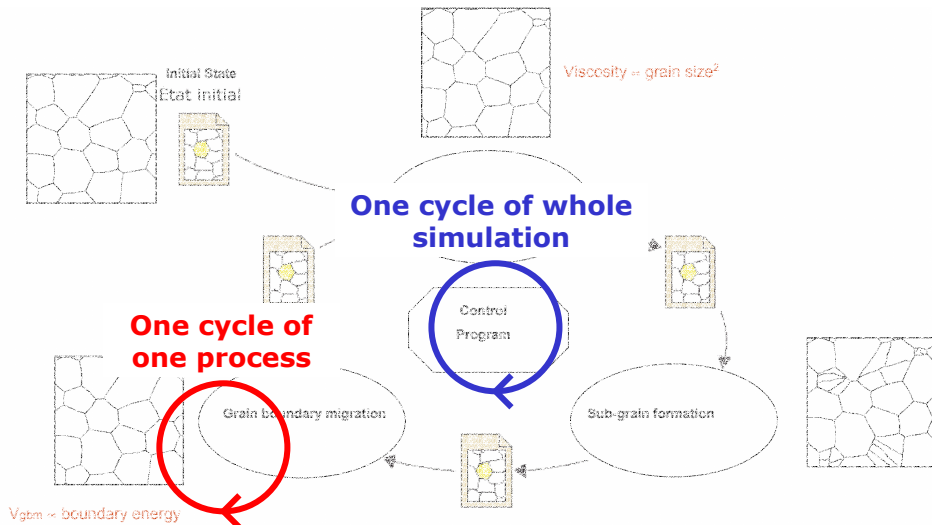 Initial State
Etat initial
Viscosity ∝ grain size²
One cycle of whole
simulation
Control
Program
One cycle of
one process
Grain boundary migration
Sub-grain formation
Vgbm ∝ boundary energy